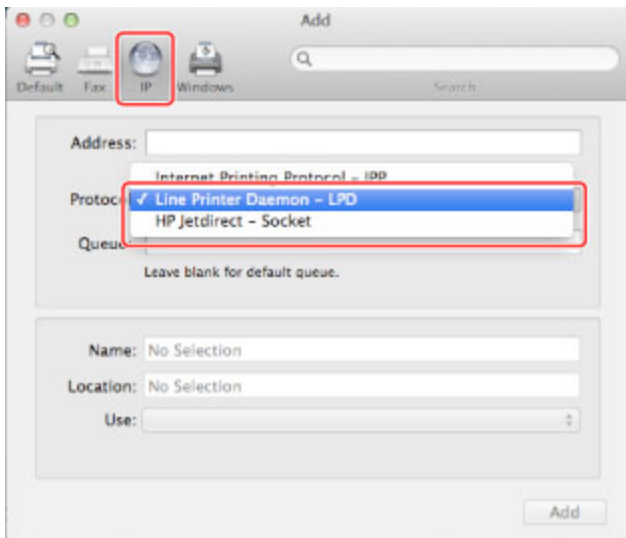 Add
Default Fax IP Windows Search
Address:
Internet Printing Protocol – IPP
Protoco ✓ Line Printer Daemon – LPD
HP Jetdirect – Socket
Queue:
Leave blank for default queue.
Name: No Selection
Location: No Selection
Use:
Add